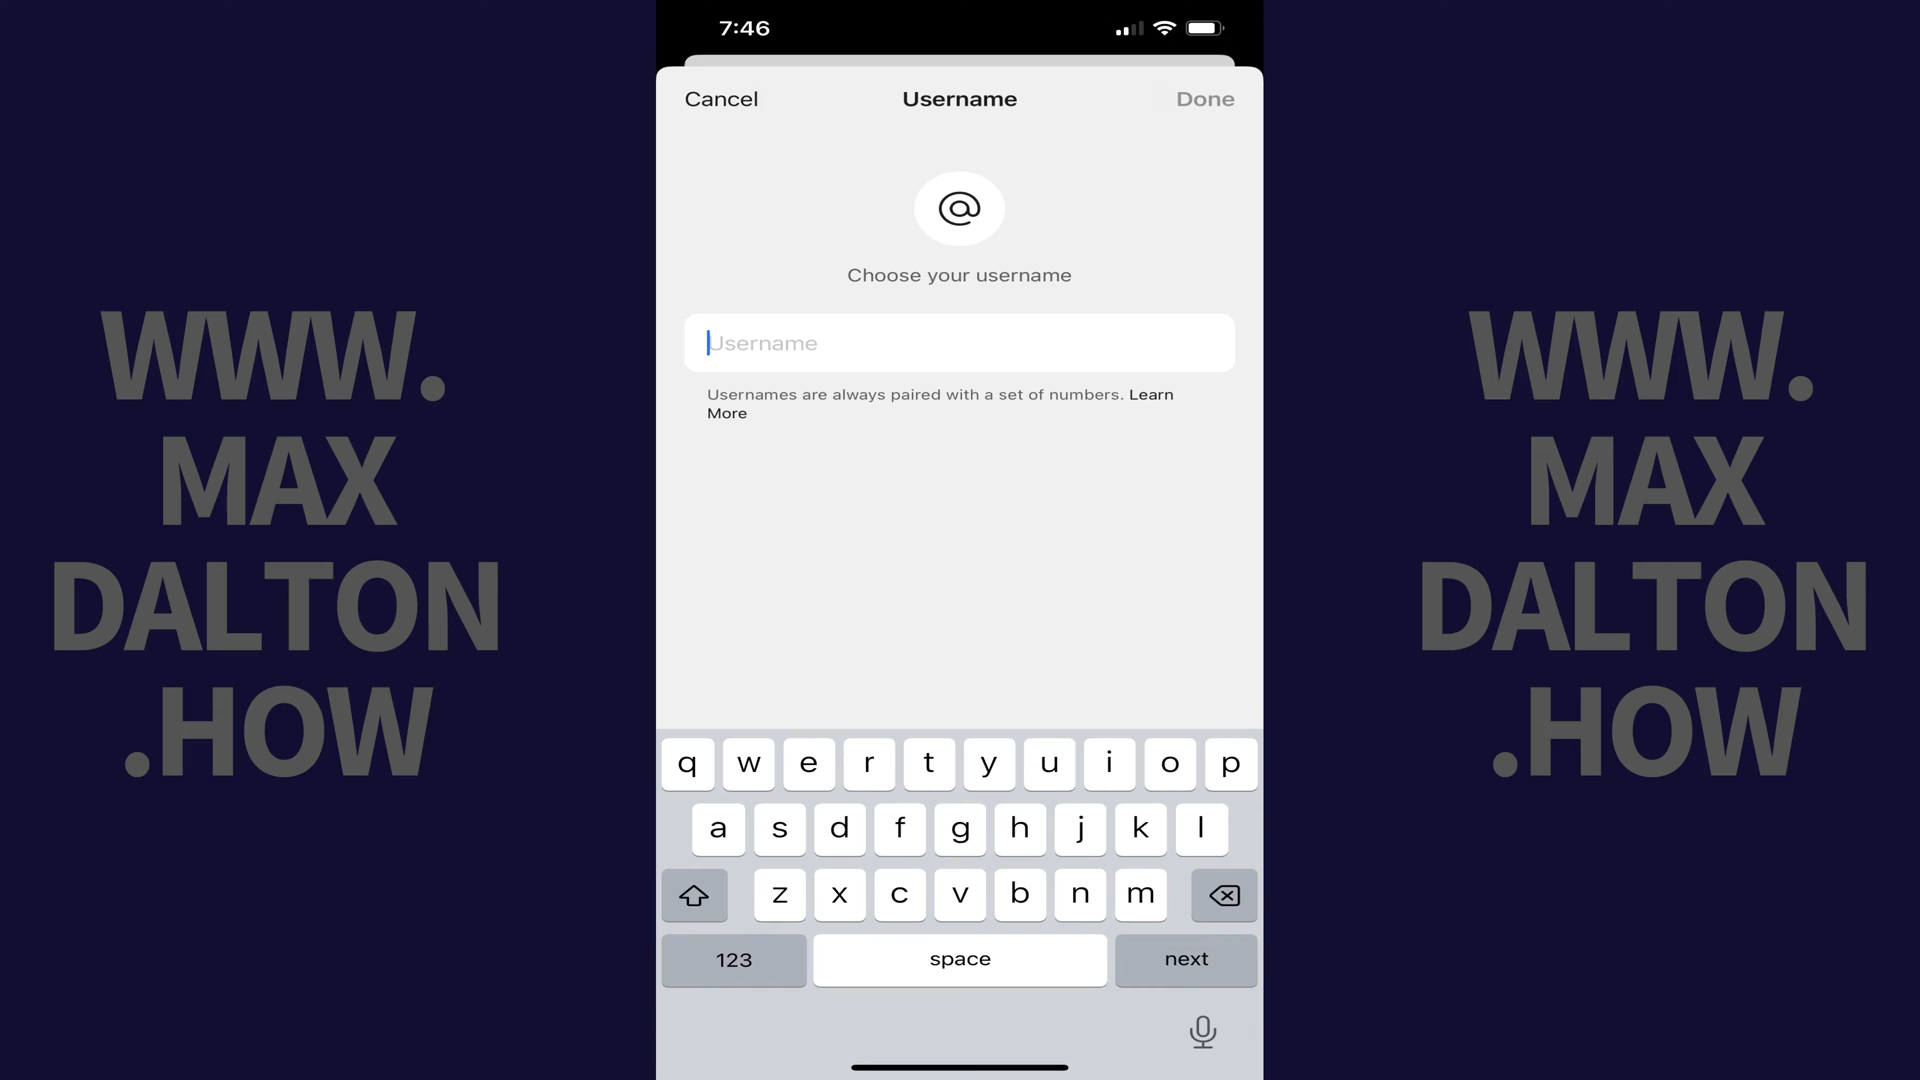 7:46
Cancel
Username
Done
@
Choose your username
Username
Usernames are always paired with a set of numbers. Learn
More
q w e r t y u i o p
a s d f g h j k l
z x c v b n m
123
space
next
WWW.
MAX
DALTON
.HOW
WWW.
MAX
DALTON
.HOW